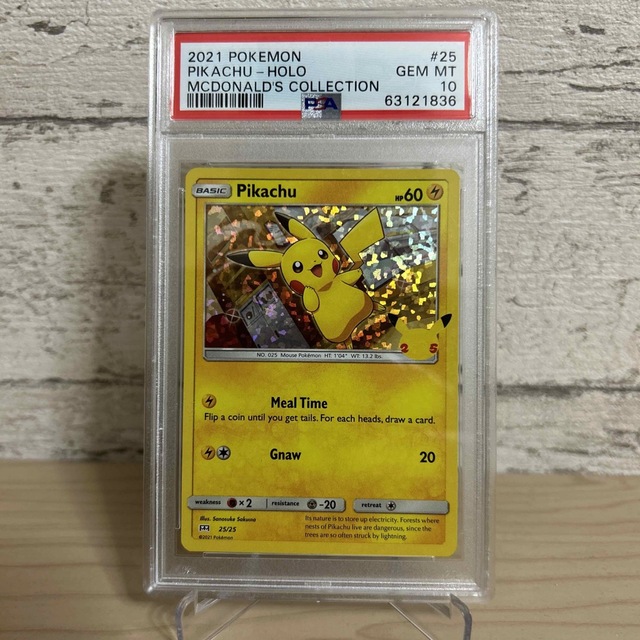 2021 POKEMON #25
PIKACHU - HOLO GEM MT
MCDONALD'S COLLECTION 10
PSA 63121836
BASIC Pikachu HP 60
25
NO. 025 Mouse Pokémon HT: 1'04" WT: 13.2 lbs.
Meal Time
Flip a coin until you get tails. For each heads, draw a card.
Gnaw 20
weakness ×2 resistance -20 retreat
Illus. Sanosuke Sakuma
25/25
©2021 Pokémon
Its nature is to store up electricity. Forests where
nests of Pikachu live are dangerous, since the
trees are so often struck by lightning.